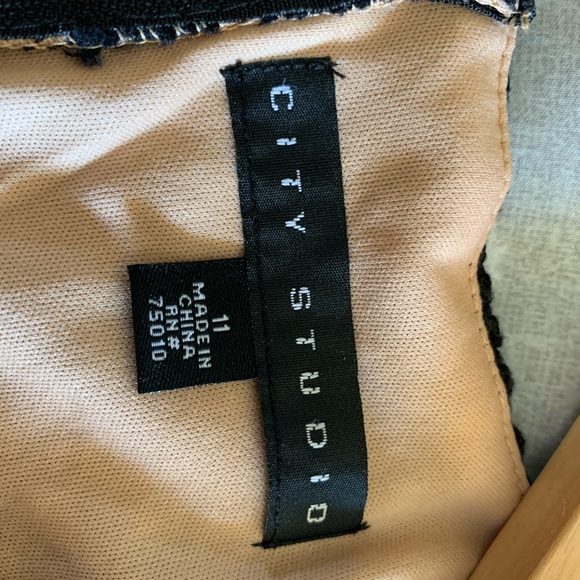 CITY STUDIO
11
MADE IN
CHINA
RN#
75010